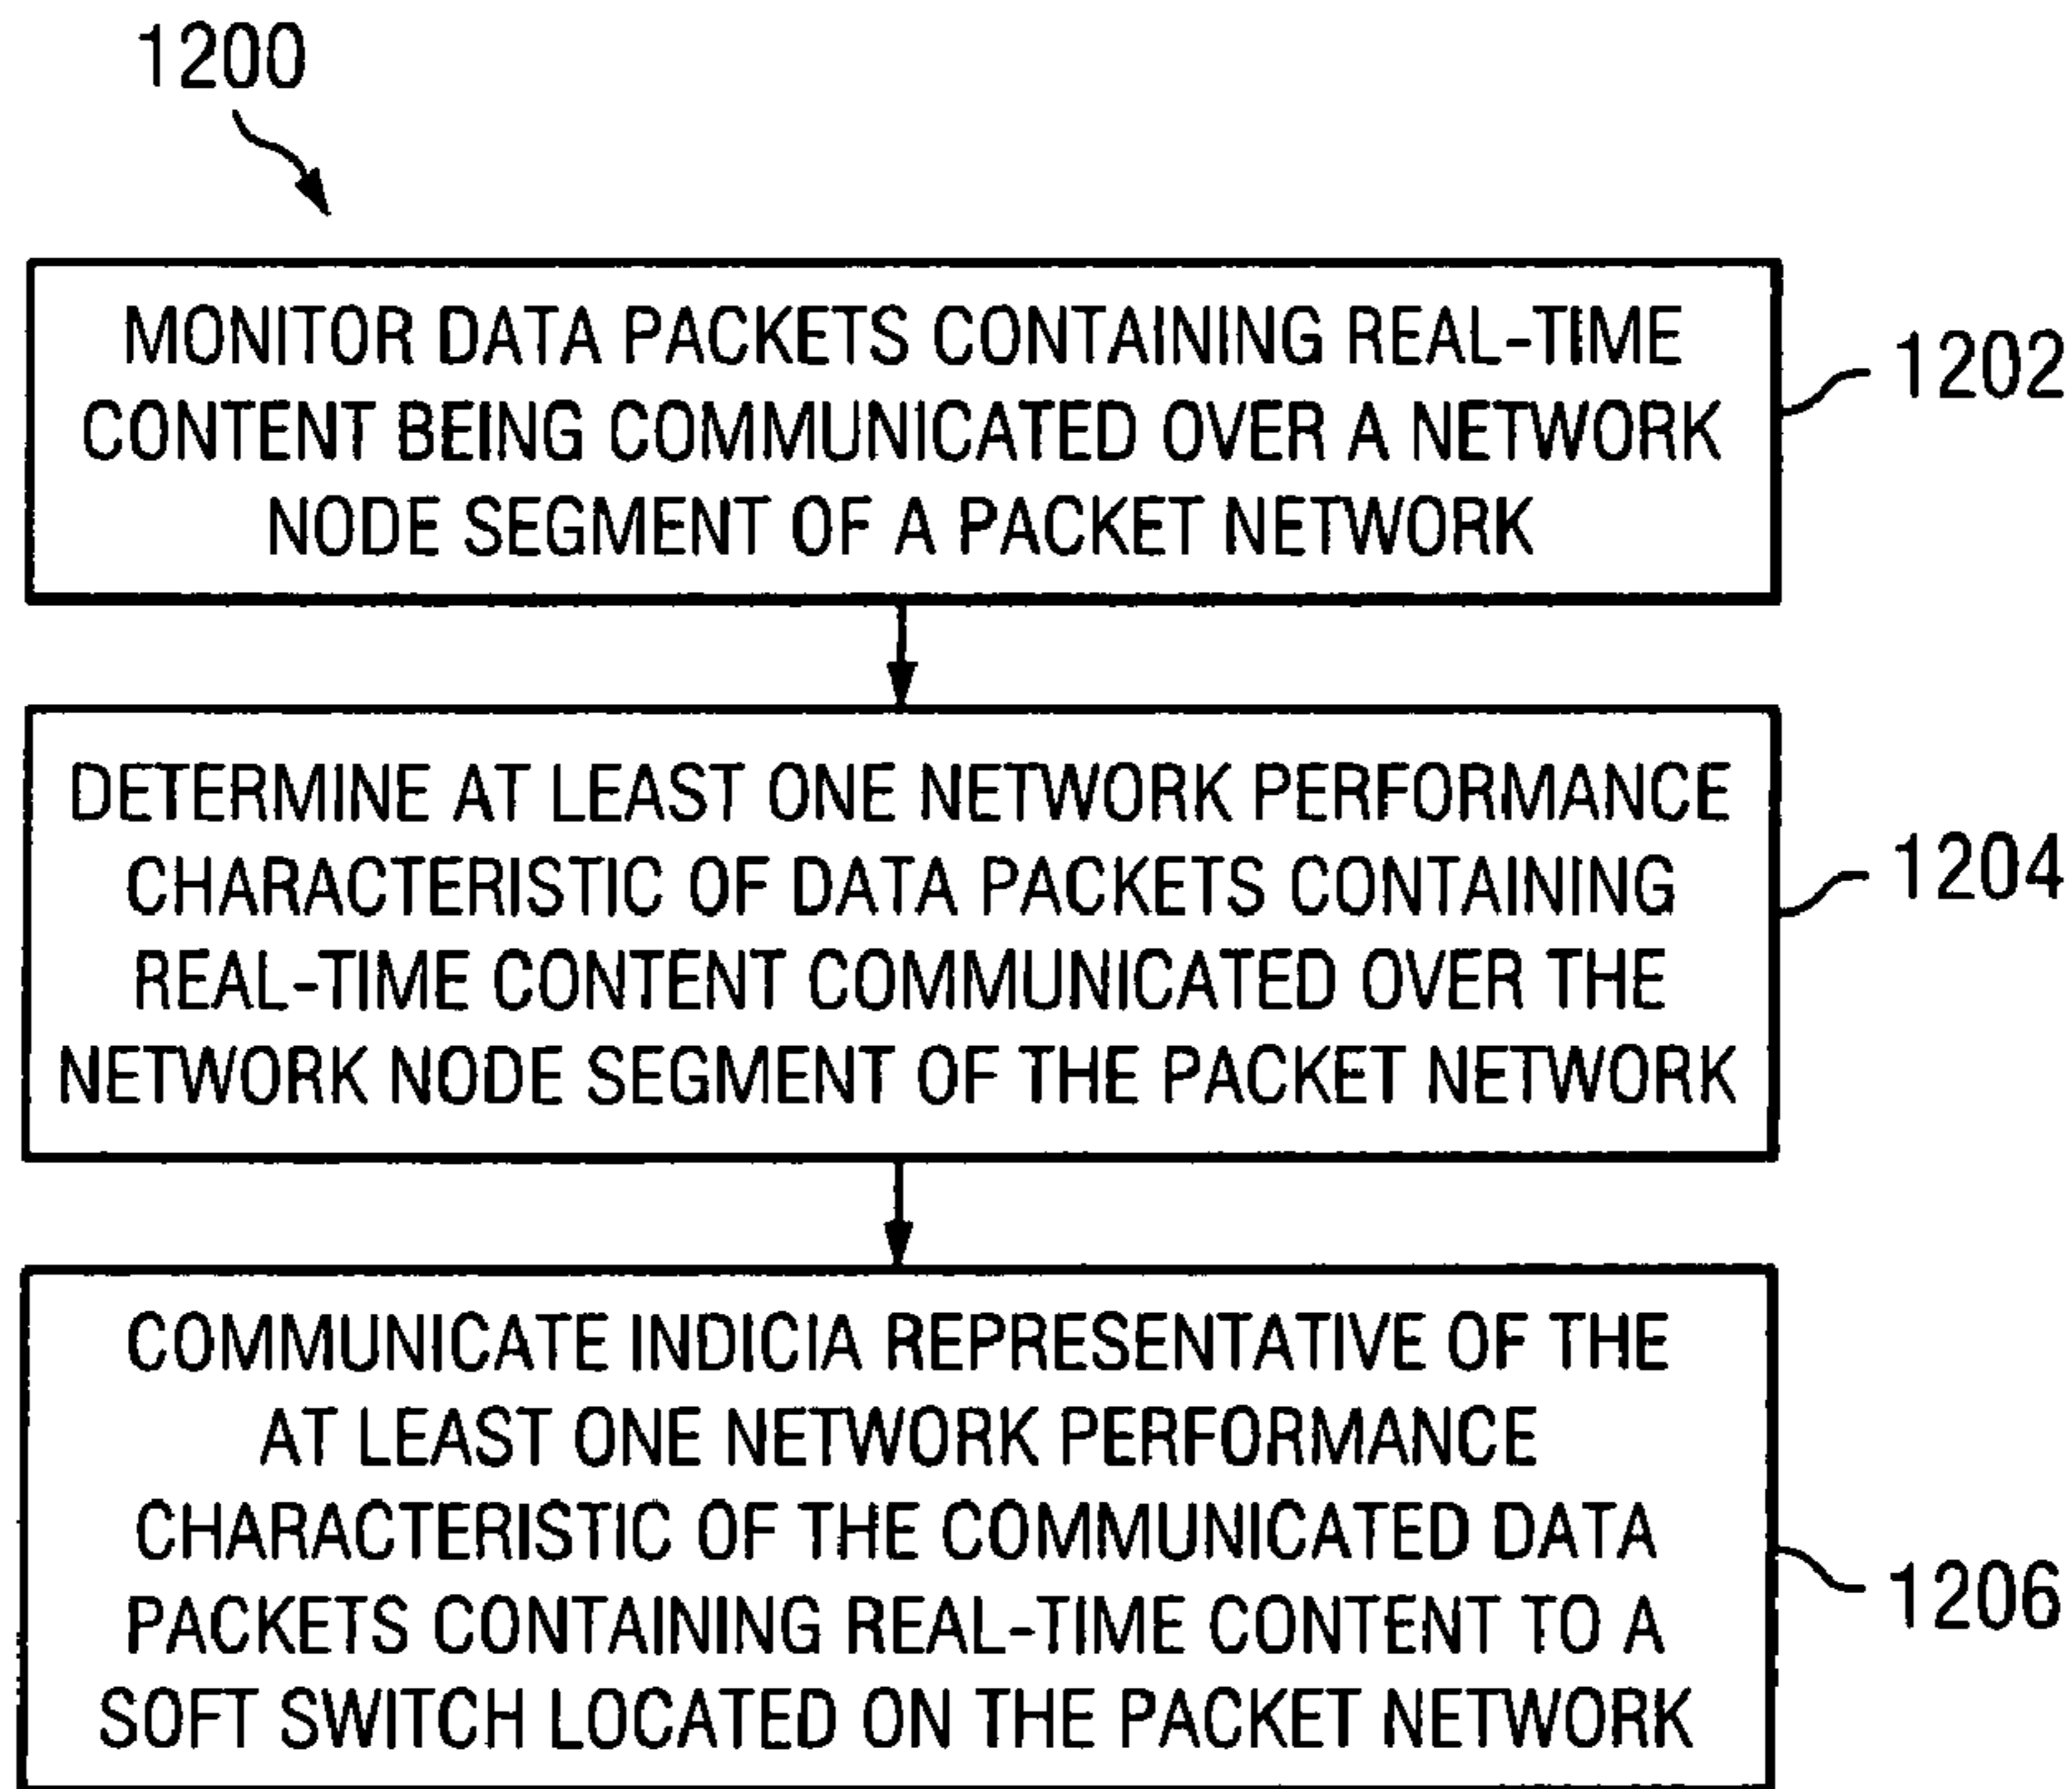 1200
MONITOR DATA PACKETS CONTAINING REAL-TIME
CONTENT BEING COMMUNICATED OVER A NETWORK
NODE SEGMENT OF A PACKET NETWORK
1202
DETERMINE AT LEAST ONE NETWORK PERFORMANCE
CHARACTERISTIC OF DATA PACKETS CONTAINING
REAL-TIME CONTENT COMMUNICATED OVER THE
NETWORK NODE SEGMENT OF THE PACKET NETWORK
1204
COMMUNICATE INDICIA REPRESENTATIVE OF THE
AT LEAST ONE NETWORK PERFORMANCE
CHARACTERISTIC OF THE COMMUNICATED DATA
PACKETS CONTAINING REAL-TIME CONTENT TO A
SOFT SWITCH LOCATED ON THE PACKET NETWORK
1206